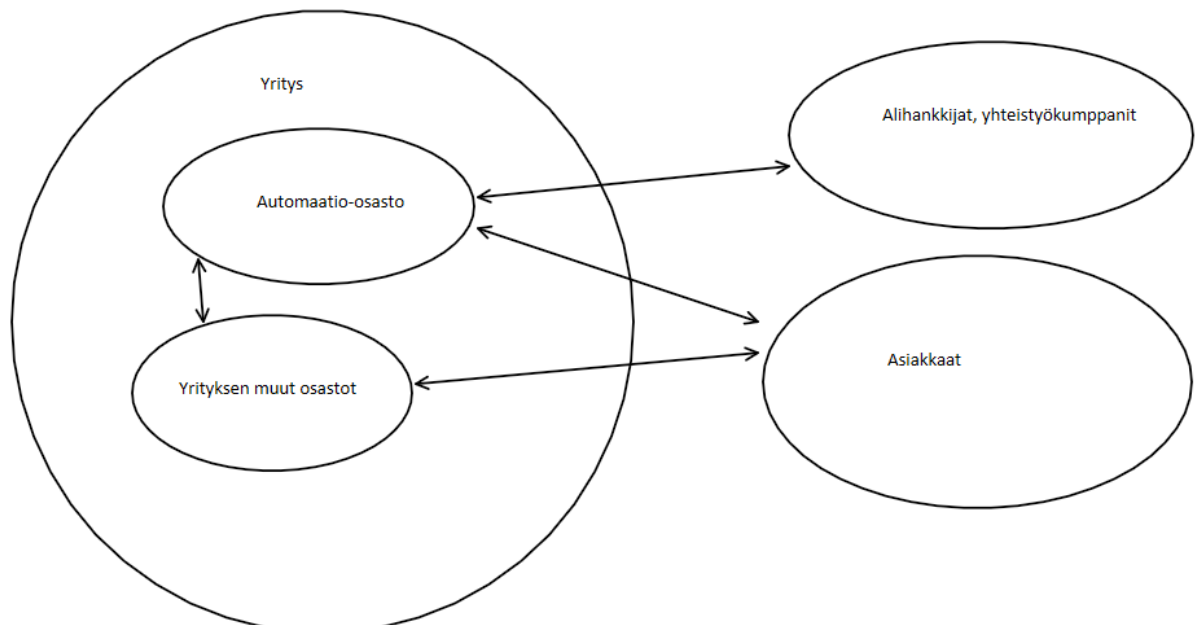 Yritys
Alihankkijat, yhteistyökumppanit
Automaatio-osasto
Asiakkaat
Yrityksen muut osastot